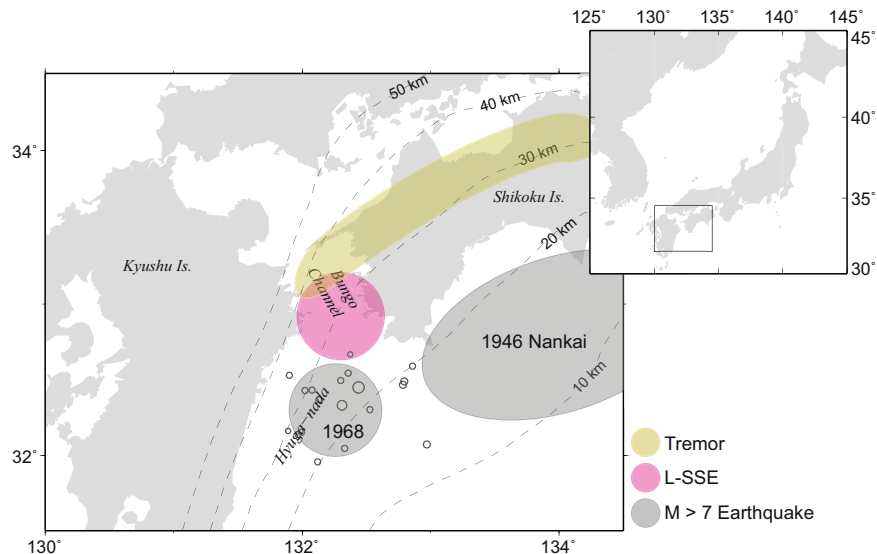 125˚ 130˚ 135˚ 140˚ 145˚
45˚
40˚
35˚
30˚
50 km
40 km
34˚
30 km
Shikoku Is.
20 km
Kyushu Is.
Bungo
Channel
1946 Nankai
10 km
Hyuga-nada
1968
32˚
Tremor
L-SSE
M > 7 Earthquake
130˚ 132˚ 134˚